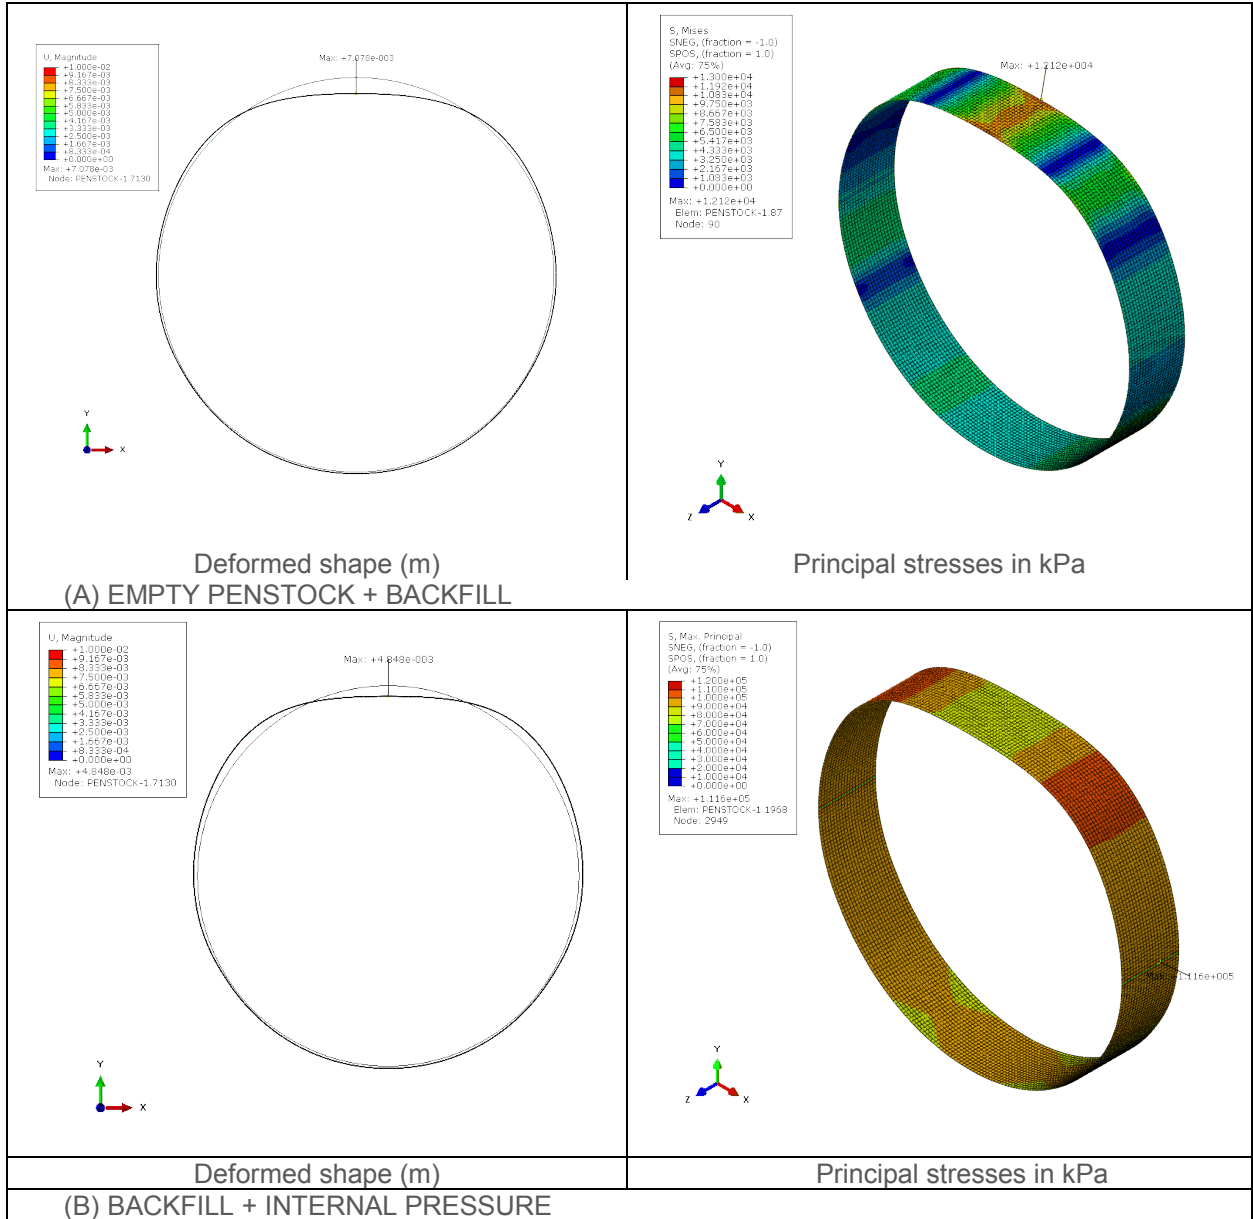 U, Magnitude
+1.000e-02
+9.167e-03
+8.333e-03
+7.500e-03
+6.667e-03
+5.833e-03
+5.000e-03
+4.167e-03
+3.333e-03
+2.500e-03
+1.667e-03
+8.333e-04
+0.000e+00
Max: +7.078e-03
Node: PENSTOCK-1.7130
Max: +7.078e-003
Y
X
Deformed shape (m)
S, Mises
SNEG, (fraction = -1.0)
SPOS, (fraction = 1.0)
(Avg: 75%)
+1.300e+04
+1.192e+04
+1.083e+04
+9.750e+03
+8.667e+03
+7.583e+03
+6.500e+03
+5.417e+03
+4.333e+03
+3.250e+03
+2.167e+03
+1.083e+03
+0.000e+00
Max: +1.212e+04
Elem: PENSTOCK-1.87
Node: 90
Max: +1.212e+004
Y
Z
X
Principal stresses in kPa
(A) EMPTY PENSTOCK + BACKFILL
U, Magnitude
+1.000e-02
+9.167e-03
+8.333e-03
+7.500e-03
+6.667e-03
+5.833e-03
+5.000e-03
+4.167e-03
+3.333e-03
+2.500e-03
+1.667e-03
+8.333e-04
+0.000e+00
Max: +4.848e-03
Node: PENSTOCK-1.7130
Max: +4.848e-003
Y
X
S, Max. Principal
SNEG, (fraction = -1.0)
SPOS, (fraction = 1.0)
(Avg: 75%)
+1.200e+05
+1.100e+05
+1.000e+05
+9.000e+04
+8.000e+04
+7.000e+04
+6.000e+04
+5.000e+04
+4.000e+04
+3.000e+04
+2.000e+04
+1.000e+04
+0.000e+00
Max: +1.116e+05
Elem: PENSTOCK-1.1968
Node: 2949
Max: +1.116e+005
Y
Z
X
Deformed shape (m)
Principal stresses in kPa
(B) BACKFILL + INTERNAL PRESSURE